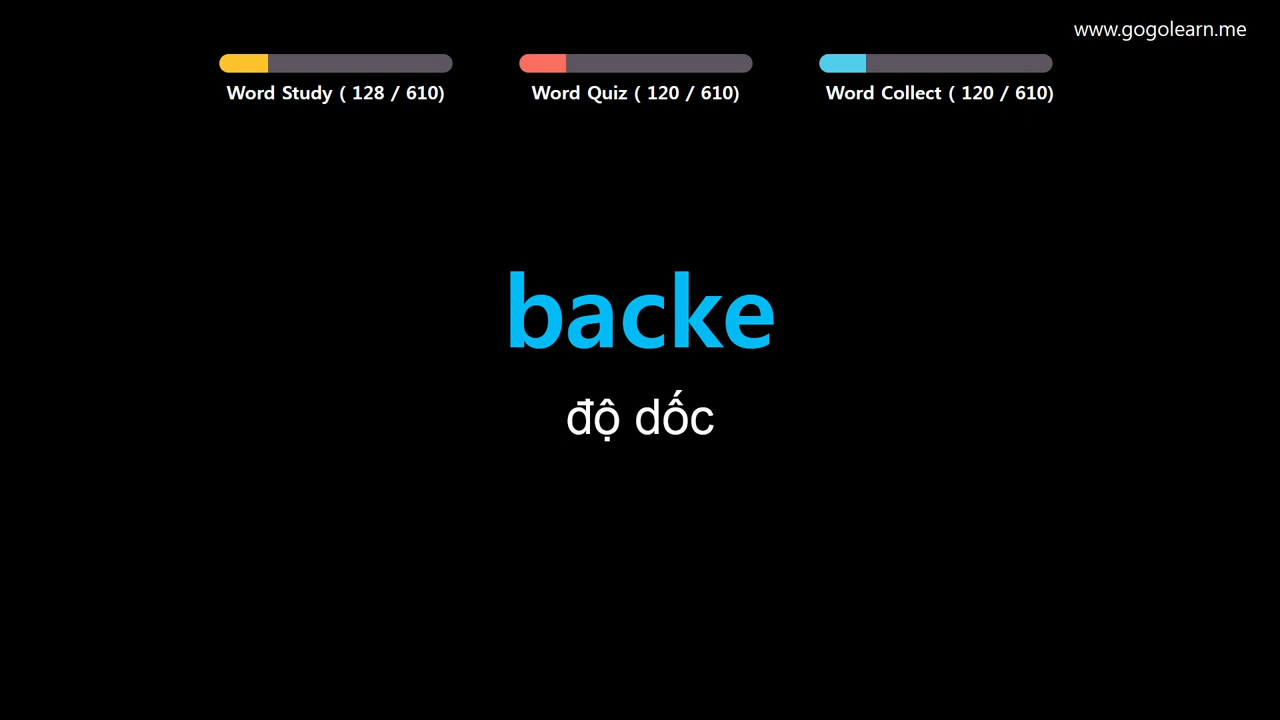 www.gogolearn.me
Word Study ( 128 / 610)
Word Quiz ( 120 / 610)
Word Collect ( 120 / 610)
backe
độ dốc